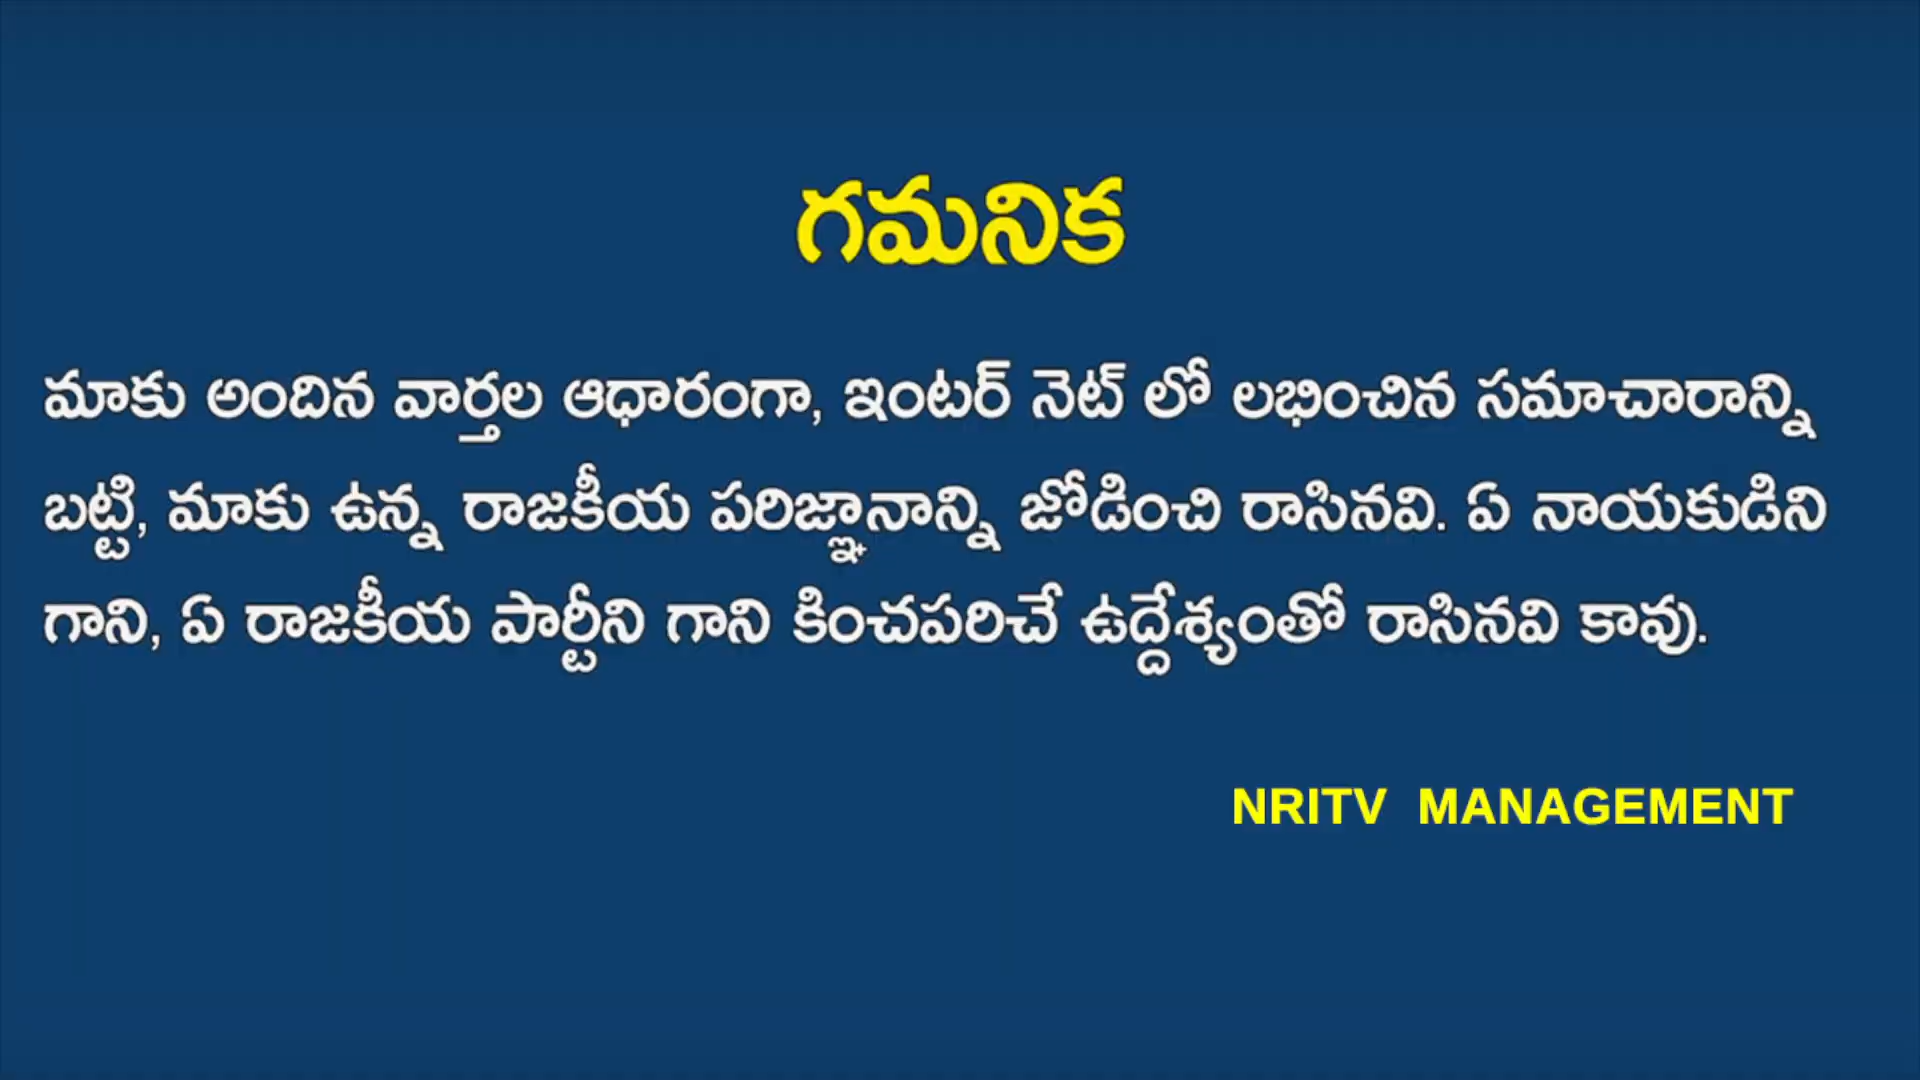 గమనిక
మాకు అందిన వార్తల ఆధారంగా, ఇంటర్ నెట్ లో లభించిన సమాచారాన్ని
బట్టి, మాకు ఉన్న రాజకీయ పరిజ్ఞానాన్ని జోడించి రాసినవి. ఏ నాయకుడిని
గాని, ఏ రాజకీయ పార్టీని గాని కించపరిచే ఉద్దేశ్యంతో రాసినవి కావు.
NRITV MANAGEMENT